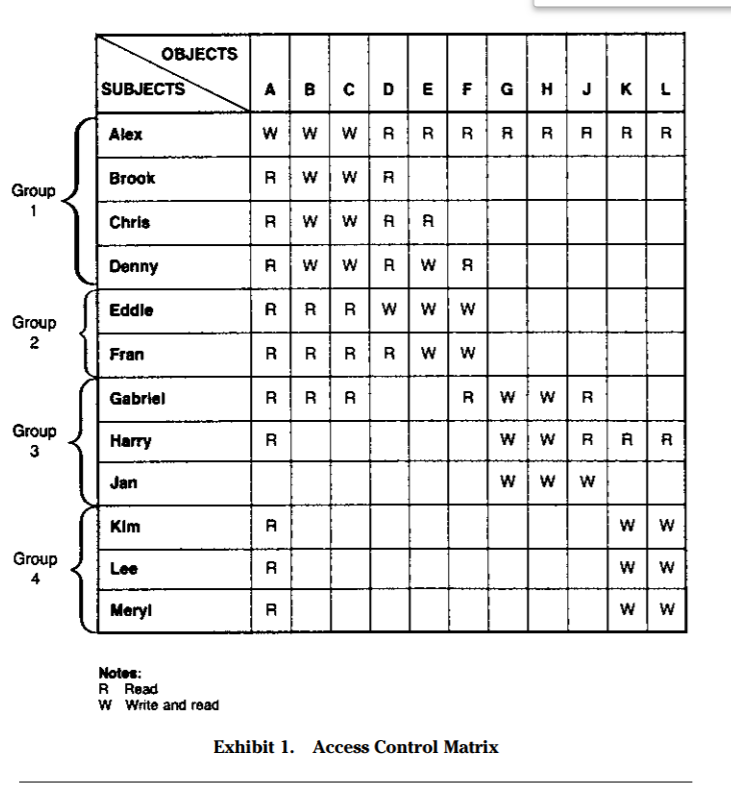 OBJECTS
SUBJECTS A B C D E F G H J K L
Group 1
Alex W W W R R R R R R R R
Brook R W W R
Chris R W W R R
Denny R W W R W R
Group 2
Eddie R R R W W W
Fran R R R R W W
Group 3
Gabriel R R R R W W R
Harry R W W R R R
Jan W W W
Group 4
Kim R W W
Lee R W W
Meryl R W W
Notes:
R Read
W Write and read
Exhibit 1. Access Control Matrix